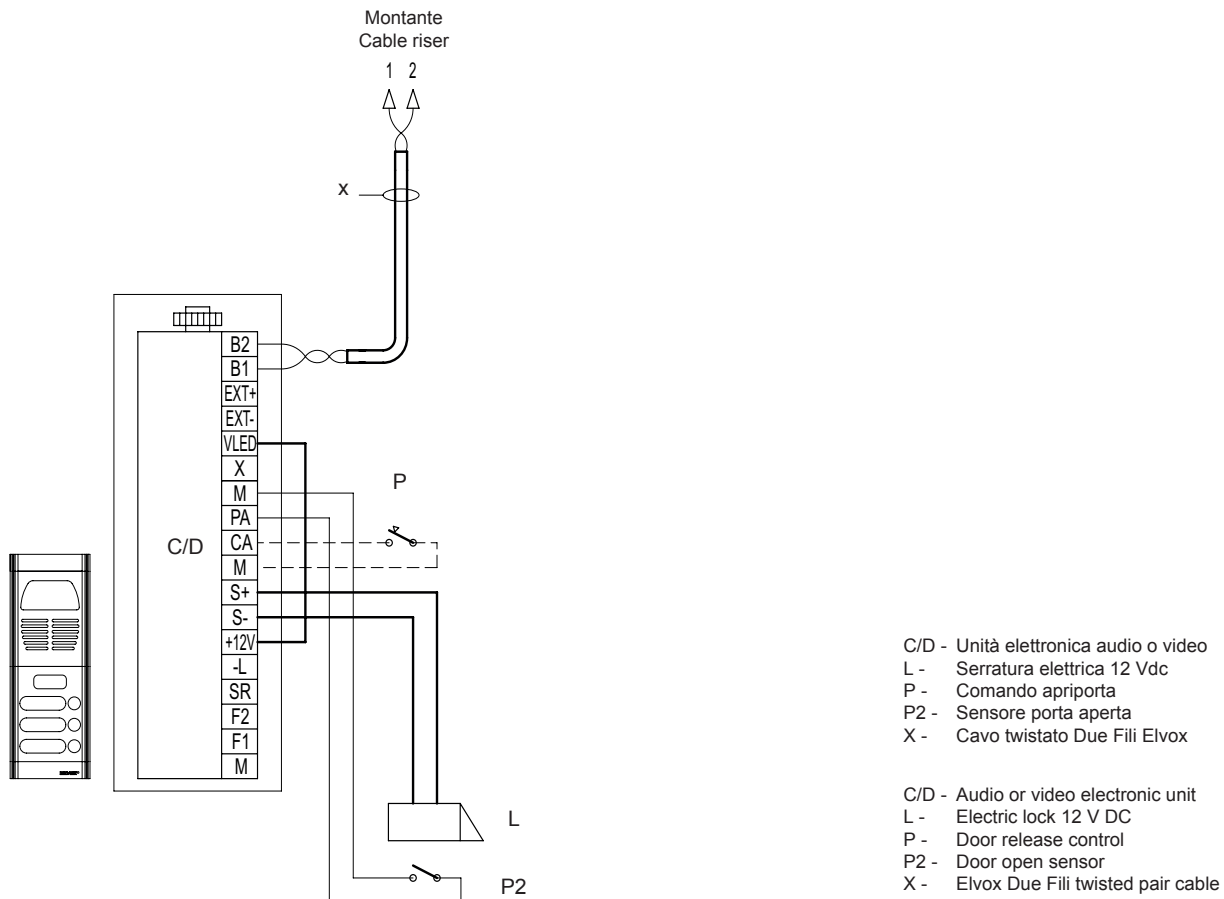 Montante
Cable riser
1 2
x
B2
B1
EXT+
EXT-
VLED
X
M
PA
CA
M
S+
S-
+12V
-L
SR
F2
F1
M
C/D
P
L
P2
C/D - Unità elettronica audio o video
L - Serratura elettrica 12 Vdc
P - Comando apriporta
P2 - Sensore porta aperta
X - Cavo twistato Due Fili Elvox
C/D - Audio or video electronic unit
L - Electric lock 12 V DC
P - Door release control
P2 - Door open sensor
X - Elvox Due Fili twisted pair cable